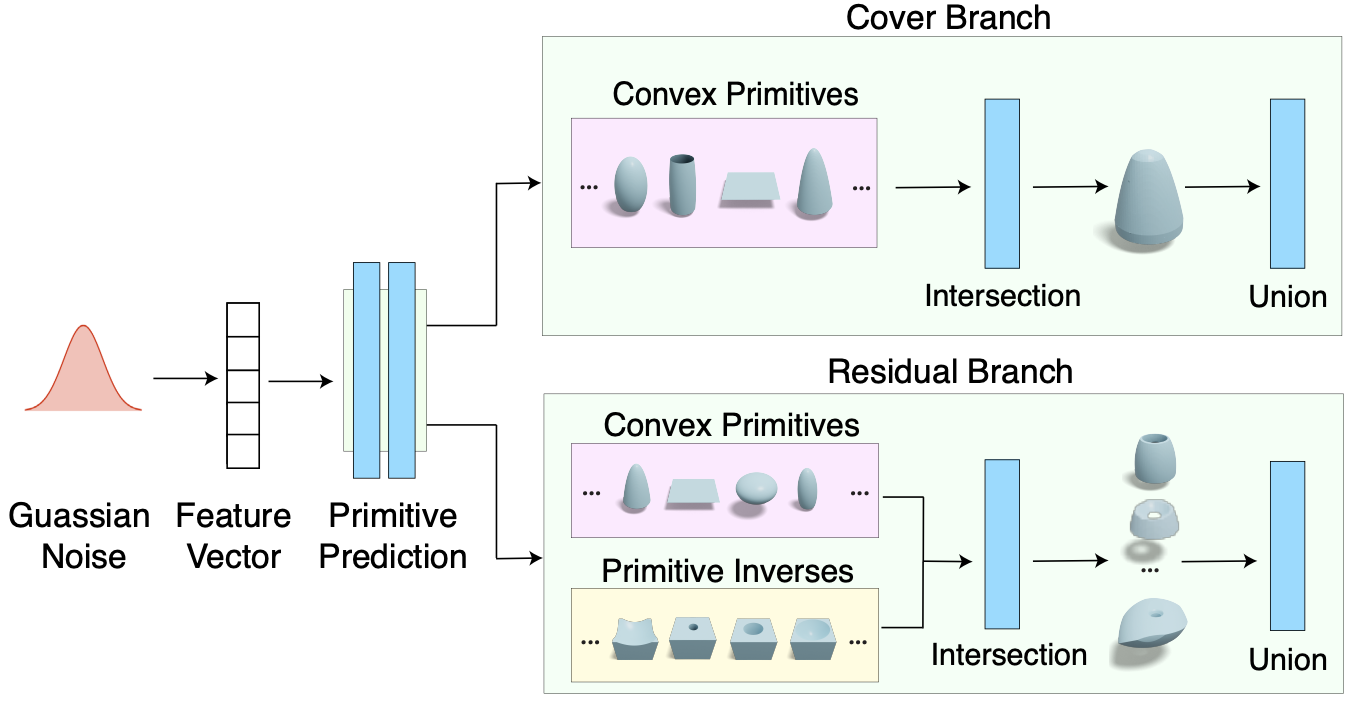 Cover Branch
Convex Primitives
... ...
Intersection
Union
Guassian
Noise
Feature
Vector
Primitive
Prediction
Residual Branch
Convex Primitives
... ...
Primitive Inverses
... ...
...
Intersection
Union